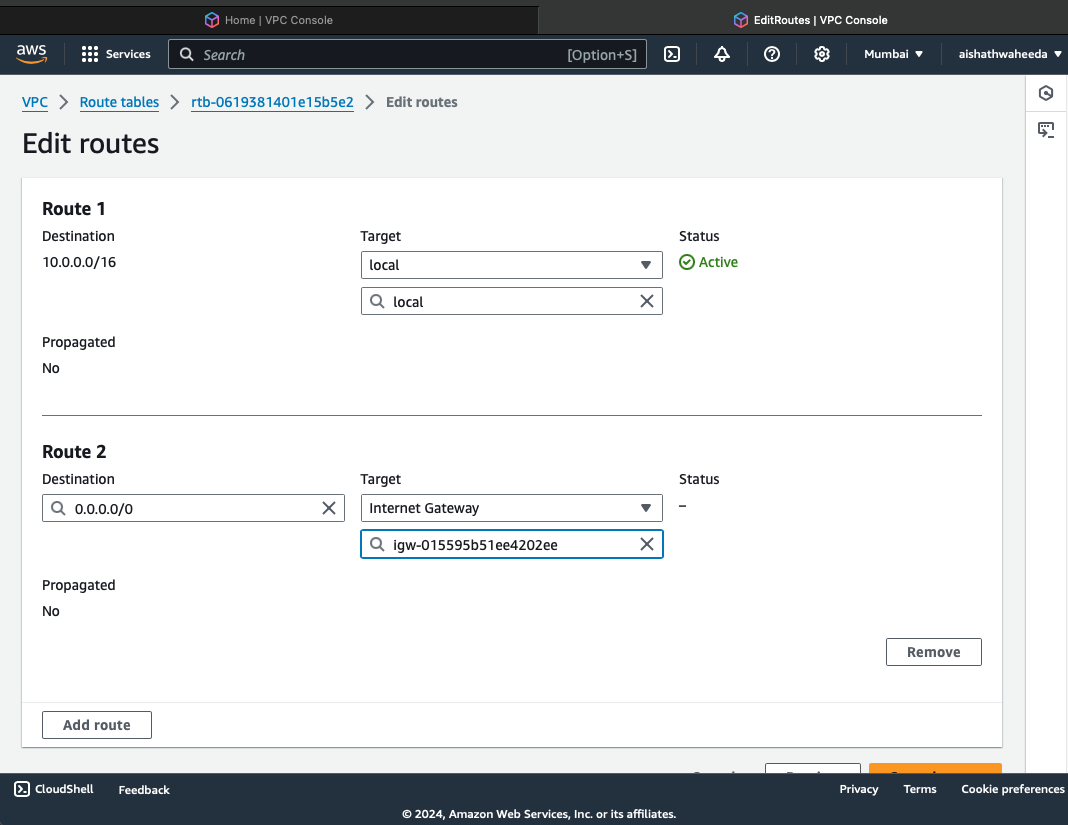 Home | VPC Console
EditRoutes | VPC Console
aws
Services
Search [Option+S]
Mumbai
aishathwaheeda
VPC
Route tables
rtb-0619381401e15b5e2
Edit routes
Edit routes
Route 1
Destination
Target
Status
10.0.0.0/16
local
Active
local
Propagated
No
Route 2
Destination
Target
Status
0.0.0.0/0
Internet Gateway
–
igw-015595b51ee4202ee
Propagated
No
Remove
Add route
CloudShell
Feedback
Privacy
Terms
Cookie preferences
© 2024, Amazon Web Services, Inc. or its affiliates.